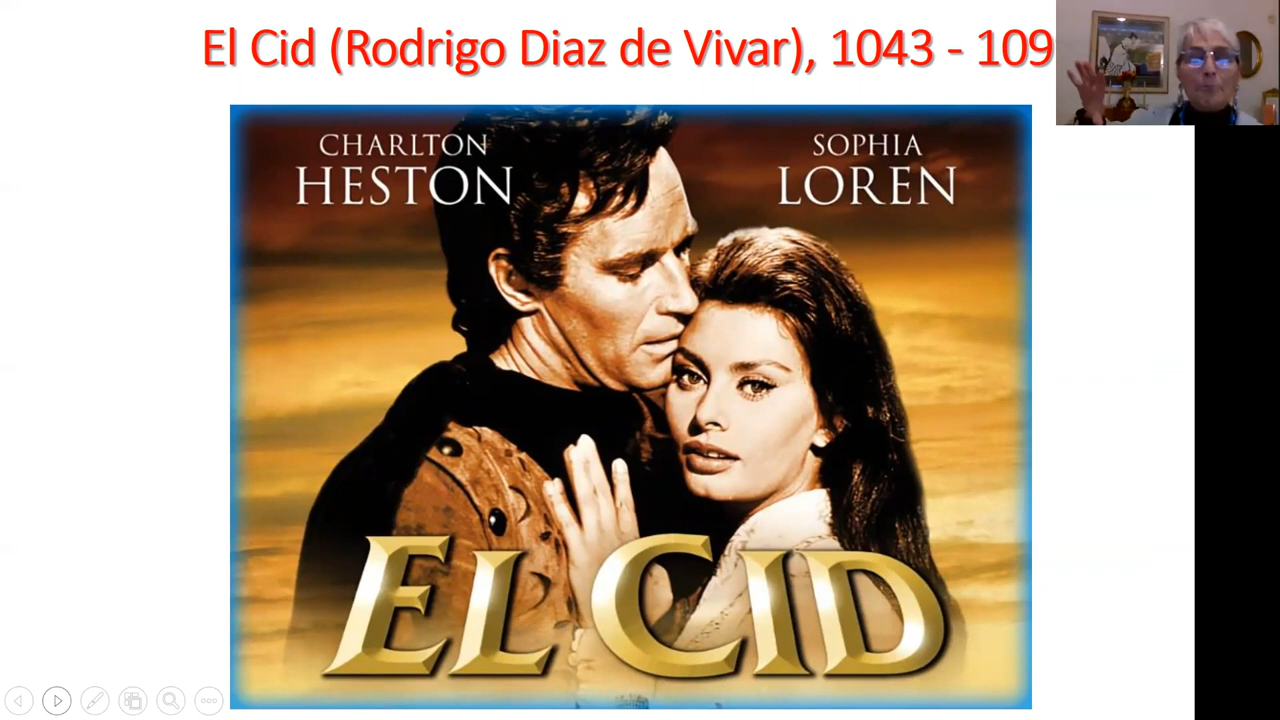 El Cid (Rodrigo Diaz de Vivar), 1043 - 109
CHARLTON
HESTON
SOPHIA
LOREN
EL CID